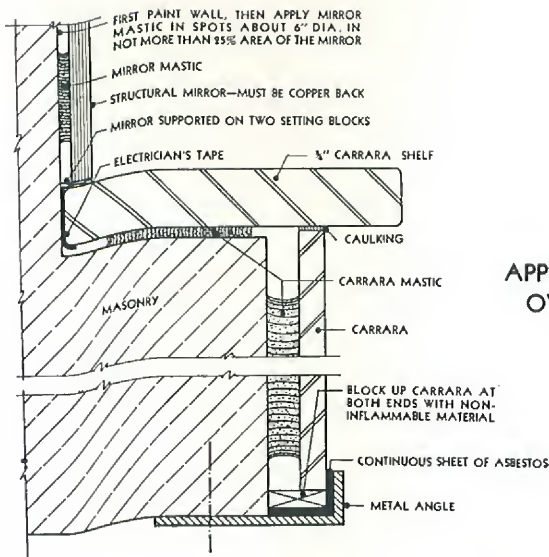 FIRST PAINT WALL, THEN APPLY MIRROR
MASTIC IN SPOTS ABOUT 6" DIA. IN
NOT MORE THAN 25% AREA OF THE MIRROR
MIRROR MASTIC
STRUCTURAL MIRROR—MUST BE COPPER BACK
MIRROR SUPPORTED ON TWO SETTING BLOCKS
ELECTRICIAN'S TAPE
CARRARA SHELF
CAULKING
CARRARA MASTIC
MASONRY
CARRARA
APP
O
BLOCK UP CARRARA AT
BOTH ENDS WITH NON-
INFLAMMABLE MATERIAL
CONTINUOUS SHEET OF ASBESTOS
METAL ANGLE